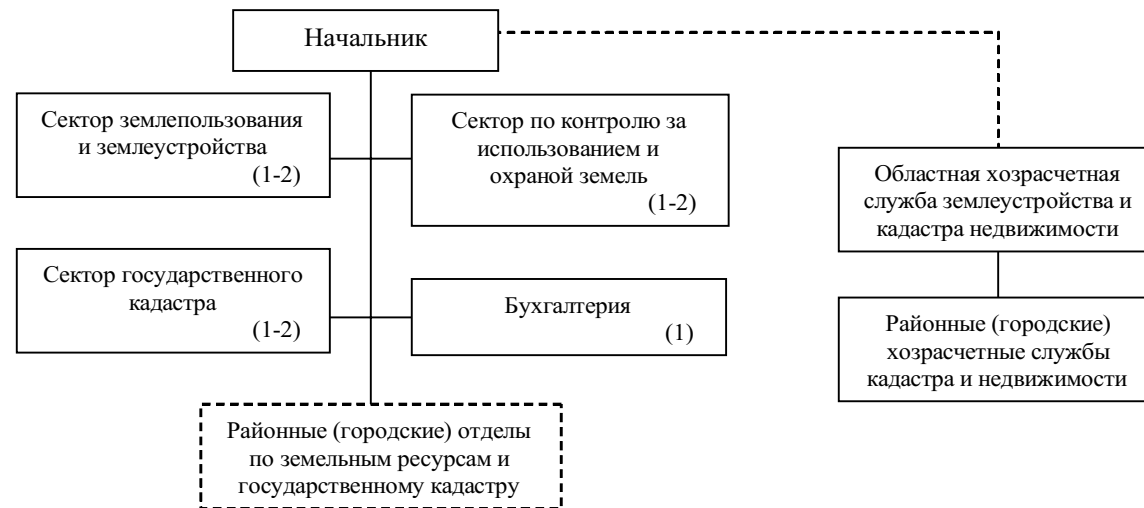 Начальник
Сектор землепользования
и землеустройства
(1-2)
Сектор по контролю за
использованием и
охраной земель
(1-2)
Областная хозрасчетная
служба землеустройства и
кадастра недвижимости
Сектор государственного
кадастра
(1-2)
Бухгалтерия
(1)
Районные (городские)
хозрасчетные службы
кадастра и недвижимости
Районные (городские) отделы
по земельным ресурсам и
государственному кадастру